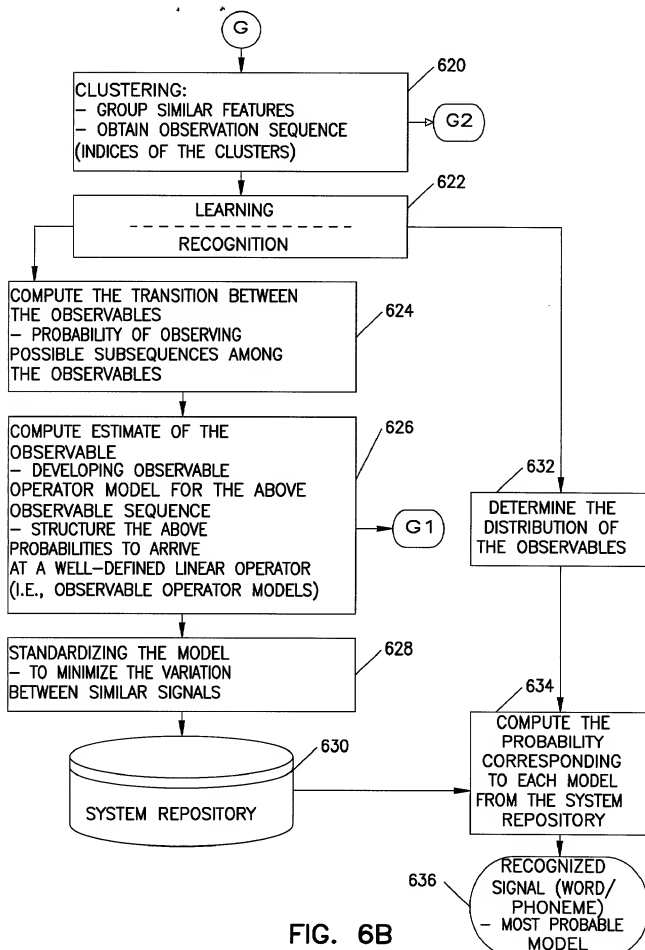 G
620
CLUSTERING:
– GROUP SIMILAR FEATURES
– OBTAIN OBSERVATION SEQUENCE
(INDICES OF THE CLUSTERS)
G2
622
LEARNING
RECOGNITION
COMPUTE THE TRANSITION BETWEEN
THE OBSERVABLES
– PROBABILITY OF OBSERVING
POSSIBLE SUBSEQUENCES AMONG
THE OBSERVABLES
624
COMPUTE ESTIMATE OF THE
OBSERVABLE
– DEVELOPING OBSERVABLE
OPERATOR MODEL FOR THE ABOVE
OBSERVABLE SEQUENCE
– STRUCTURE THE ABOVE
PROBABILITIES TO ARRIVE
AT A WELL-DEFINED LINEAR OPERATOR
(I.E., OBSERVABLE OPERATOR MODELS)
626
G1
632
DETERMINE THE
DISTRIBUTION OF
THE OBSERVABLES
STANDARDIZING THE MODEL
– TO MINIMIZE THE VARIATION
BETWEEN SIMILAR SIGNALS
628
634
COMPUTE THE
PROBABILITY
CORRESPONDING
TO EACH MODEL
FROM THE SYSTEM
REPOSITORY
630
SYSTEM REPOSITORY
636
RECOGNIZED
SIGNAL (WORD/
PHONEME)
– MOST PROBABLE
MODEL
FIG. 6B